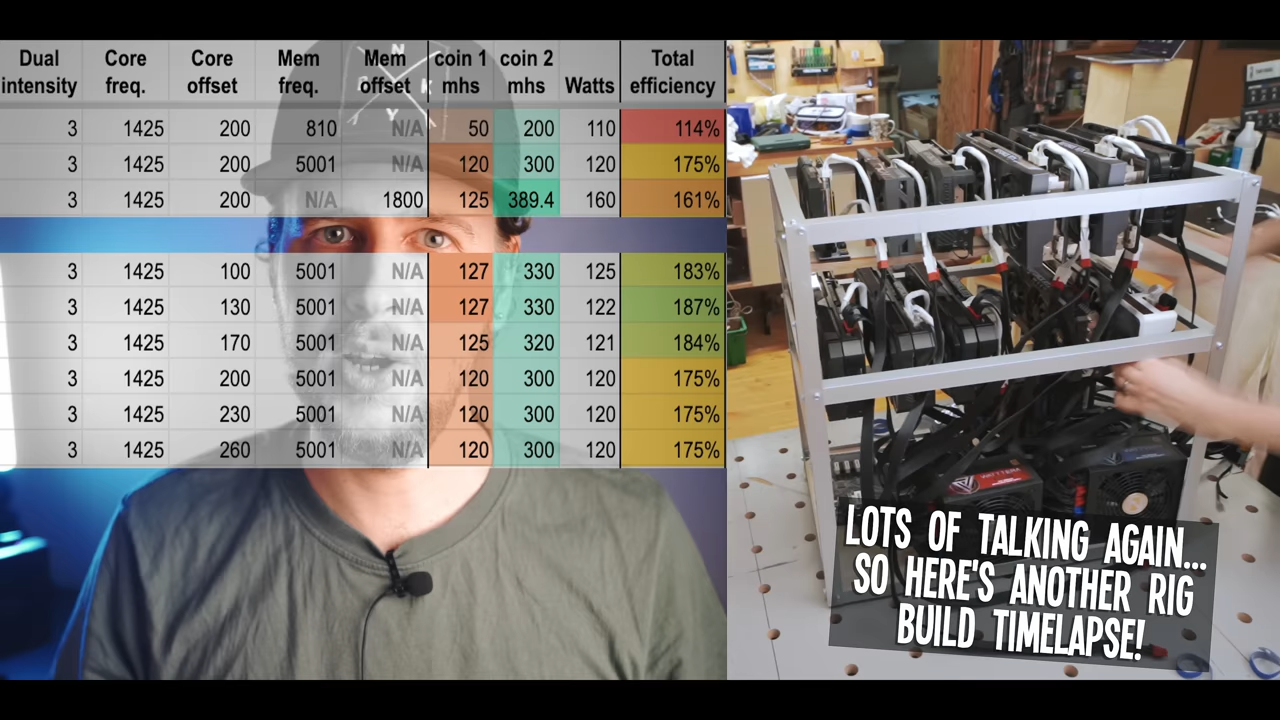 Dual Core Core Mem Mem coin 1 coin 2 Total
intensity freq. offset freq. offset mhs mhs Watts efficiency
3 1425 200 810 N/A 50 200 110 114%
3 1425 200 5001 N/A 120 300 120 175%
3 1425 200 N/A 1800 125 389.4 160 161%
3 1425 100 5001 N/A 127 330 125 183%
3 1425 130 5001 N/A 127 330 122 187%
3 1425 170 5001 N/A 125 320 121 184%
3 1425 200 5001 N/A 120 300 120 175%
3 1425 230 5001 N/A 120 300 120 175%
3 1425 260 5001 N/A 120 300 120 175%
LOTS OF TALKING AGAIN...
SO HERE'S ANOTHER RIG
BUILD TIMELAPSE!